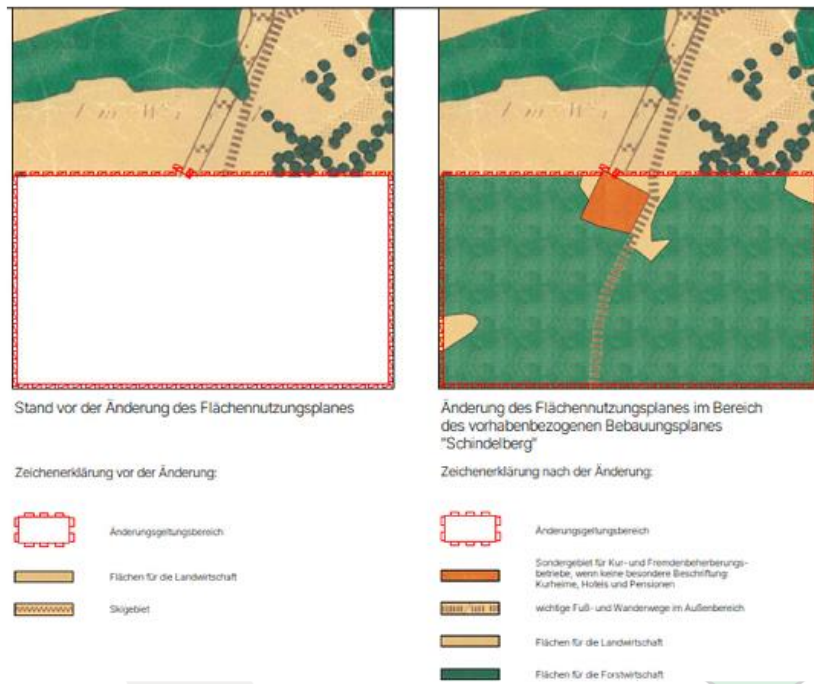 Stand vor der Änderung des Flächennutzungsplanes
Zeichenerklärung vor der Änderung:
Änderungsgeltungsbereich
Flächen für die Landwirtschaft
Skigebiet
Änderung des Flächennutzungsplanes im Bereich
des vorhabenbezogenen Bebauungsplanes
"Schindelberg"
Zeichenerklärung nach der Änderung:
Änderungsgeltungsbereich
Sondergebiet für Kur- und Fremdenbeherberungs-
betriebe, wenn keine besondere Beschriftung:
Kurheime, Hotels und Pensionen
wichtige Fuß- und Wanderwege im Außenbereich
Flächen für die Landwirtschaft
Flächen für die Forstwirtschaft